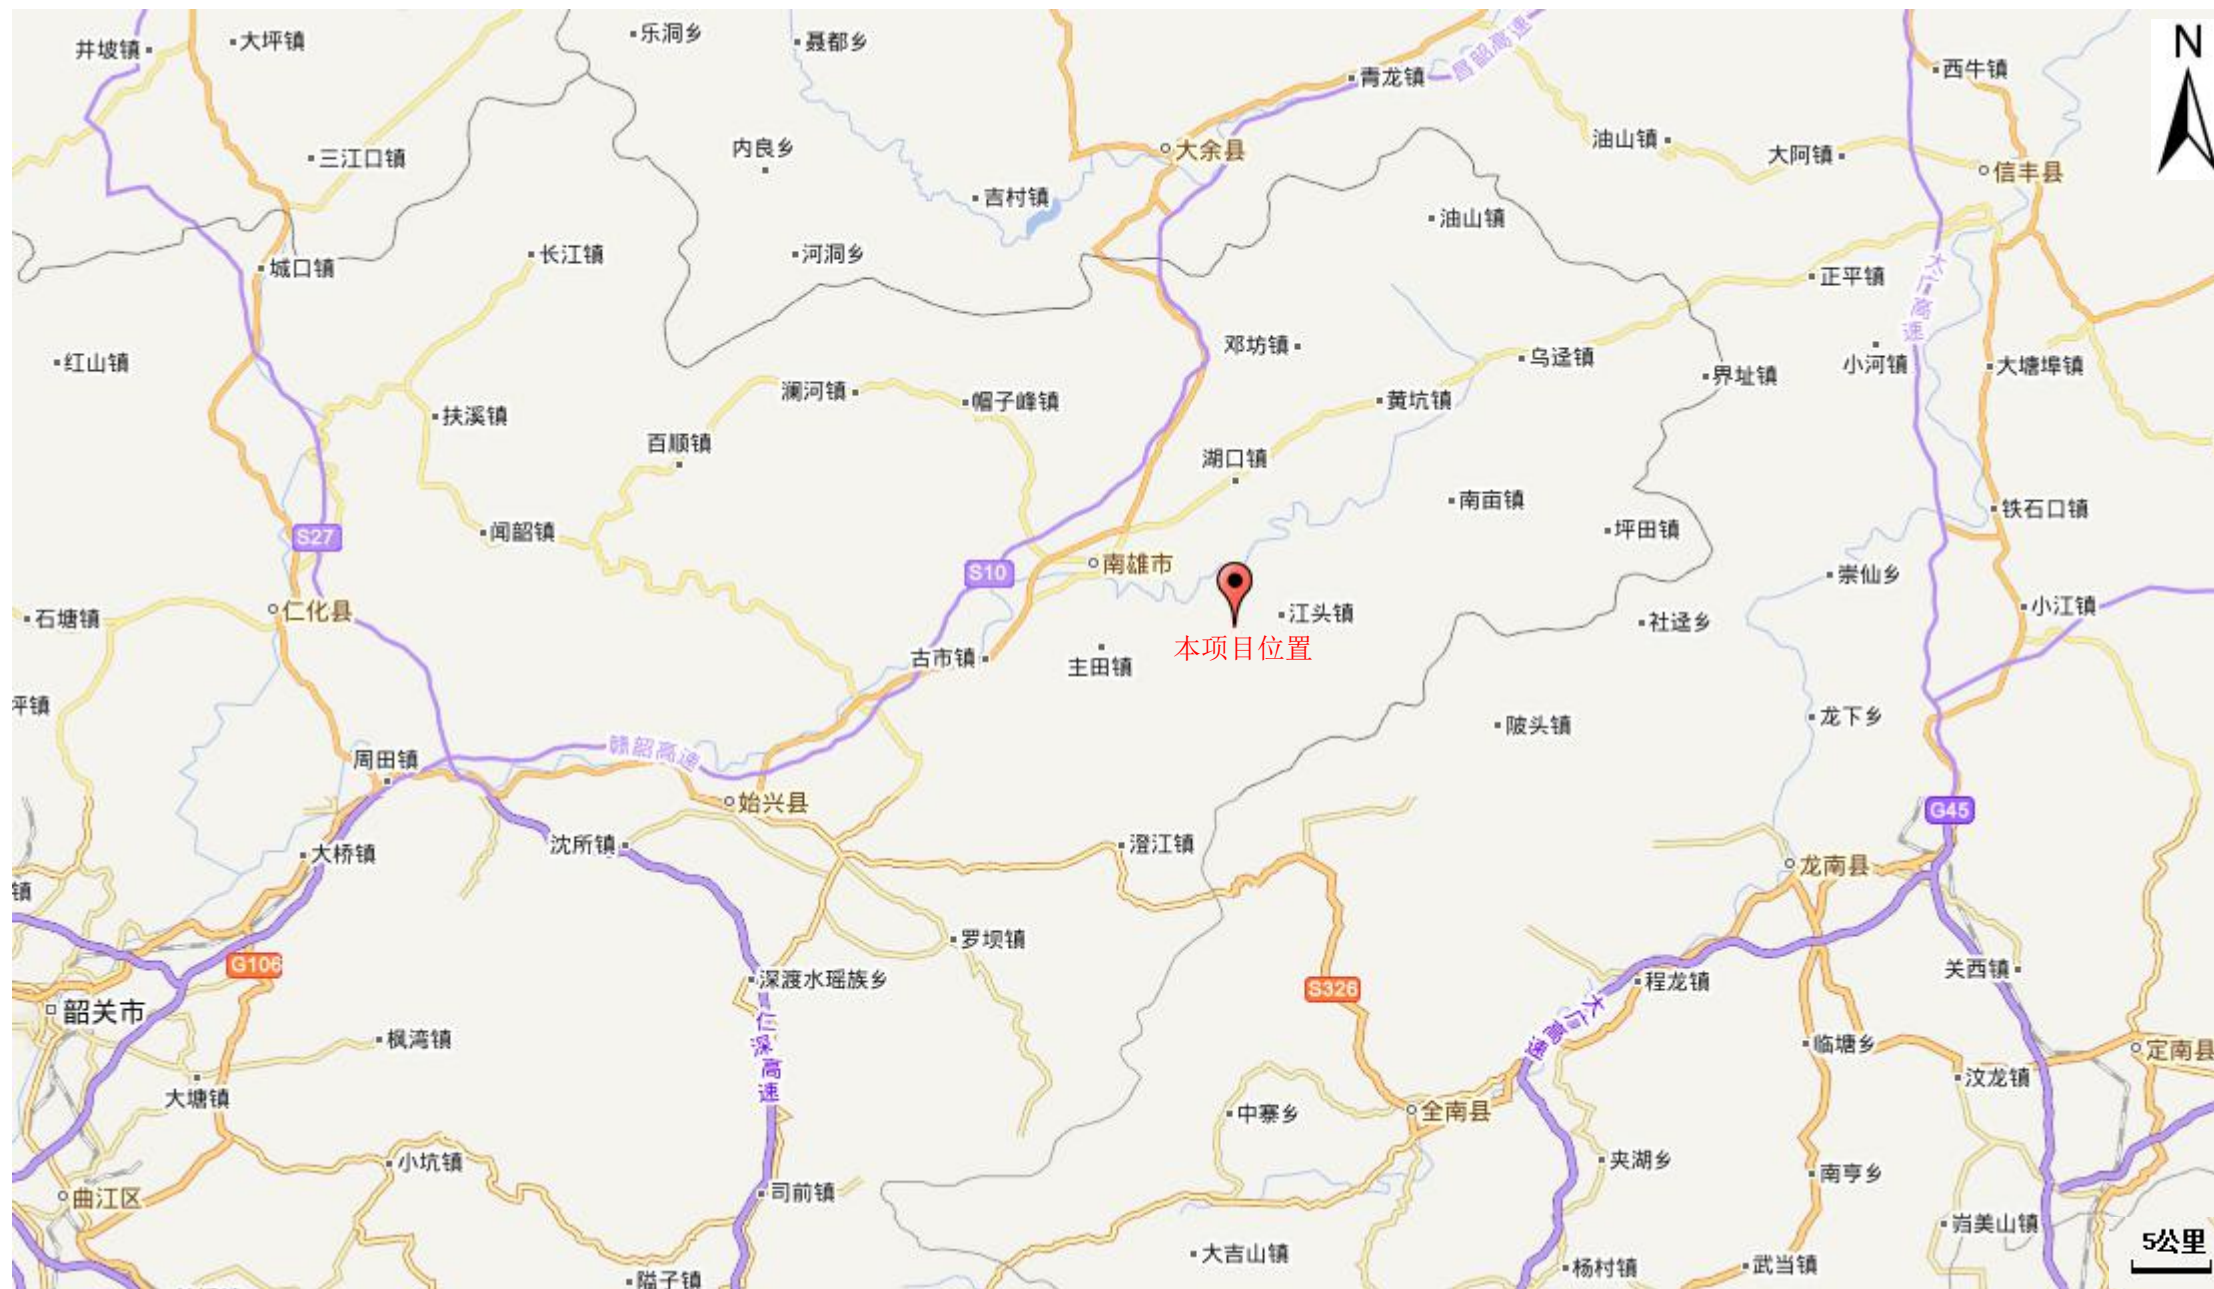 乐洞乡
聂都乡
井坡镇
大坪镇
N
青龙镇
昌韶高速
西牛镇
油山镇
大阿镇
信丰县
内良乡
大余县
三江口镇
吉村镇
油山镇
长江镇
河洞乡
城口镇
正平镇
大广高速
邓坊镇
乌迳镇
小河镇
大塘埠镇
红山镇
界址镇
澜河镇
帽子峰镇
黄坑镇
扶溪镇
百顺镇
湖口镇
南亩镇
铁石口镇
闻韶镇
坪田镇
S27
南雄市
S10
崇仙乡
石塘镇
仁化县
江头镇
小江镇
社迳乡
本项目位置
古市镇
主田镇
坪镇
陂头镇
龙下乡
赣韶高速
周田镇
始兴县
G45
沈所镇
澄江镇
大桥镇
龙南县
镇
罗坝镇
G106
深渡水瑶族乡
S326
程龙镇
关西镇
韶关市
大广高速
枫湾镇
仁深高速
临塘乡
定南县
汶龙镇
大塘镇
中寨乡
全南县
小坑镇
夹湖乡
南亨乡
曲江区
司前镇
岿美山镇
5公里
大吉山镇
杨村镇
武当镇
隘子镇